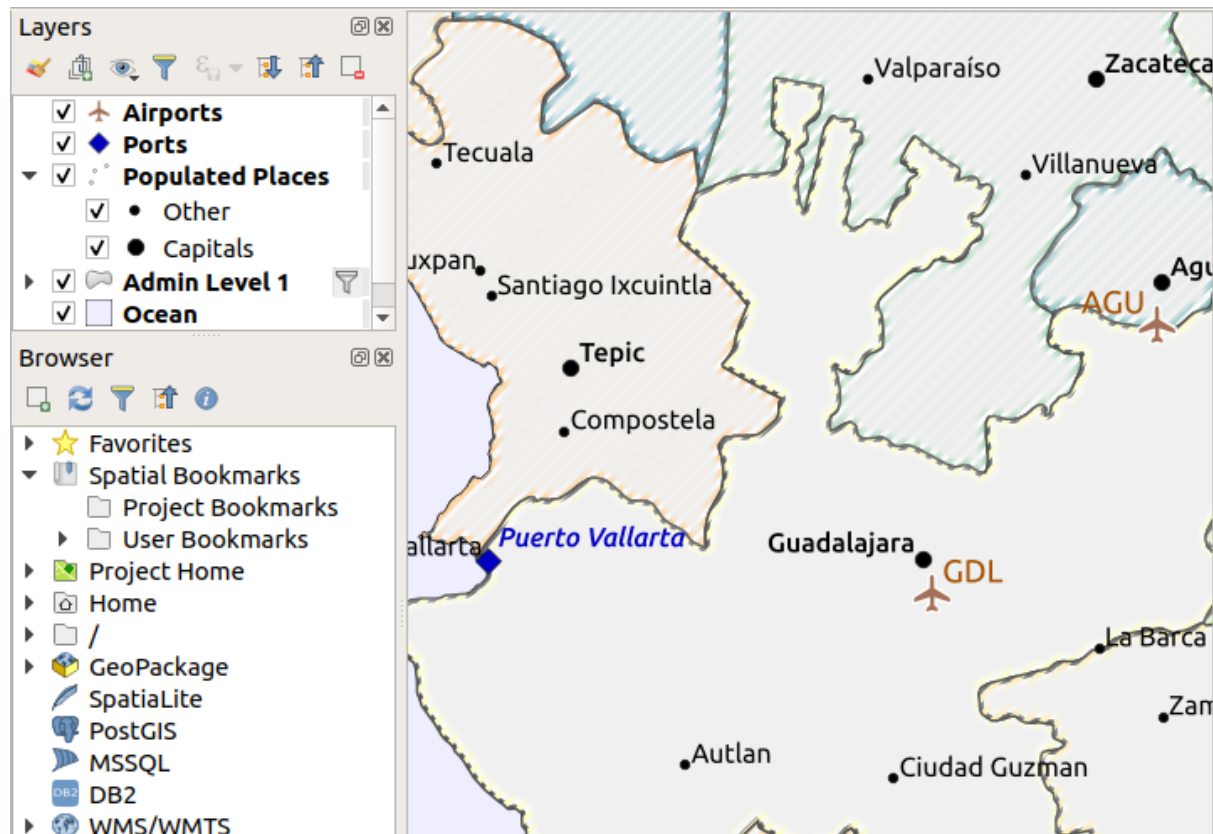 Layers
Airports
Ports
Populated Places
Other
Capitals
Admin Level 1
Ocean
Browser
Favorites
Spatial Bookmarks
Project Bookmarks
User Bookmarks
Project Home
Home
/
GeoPackage
SpatiaLite
PostGIS
MSSQL
DB2
DB2
WMS/WMTS
Valparaíso
Zacateca
Tecuala
Villanueva
uxpan
Santiago Ixcuintla
Agu
AGU
Tepic
Compostela
allarta
Puerto Vallarta
Guadalajara
GDL
La Barca
Zam
Autlan
Ciudad Guzman